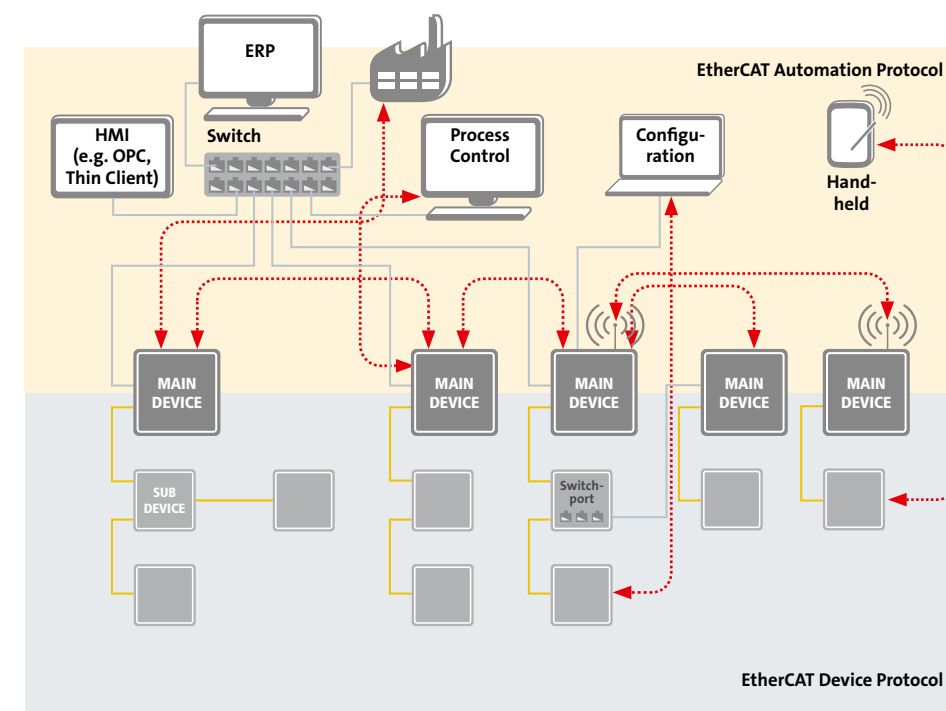 ERP
EtherCAT Automation Protocol
HMI
(e.g. OPC,
Thin Client)
Switch
Process
Control
Configu-
ration
Hand-
held
MAIN
DEVICE
MAIN
DEVICE
MAIN
DEVICE
MAIN
DEVICE
MAIN
DEVICE
SUB
DEVICE
Switch-
port
EtherCAT Device Protocol